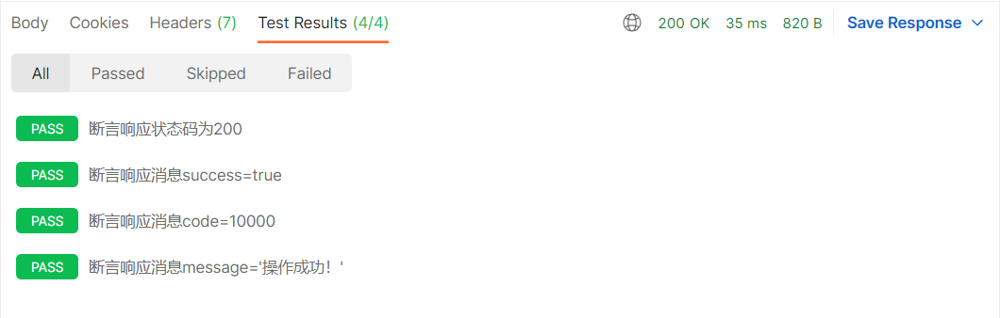 Body Cookies Headers (7) Test Results (4/4) 200 OK 35 ms 820 B Save Response
All Passed Skipped Failed
PASS 断言响应状态码为200
PASS 断言响应消息success=true
PASS 断言响应消息code=10000
PASS 断言响应消息message='操作成功！'